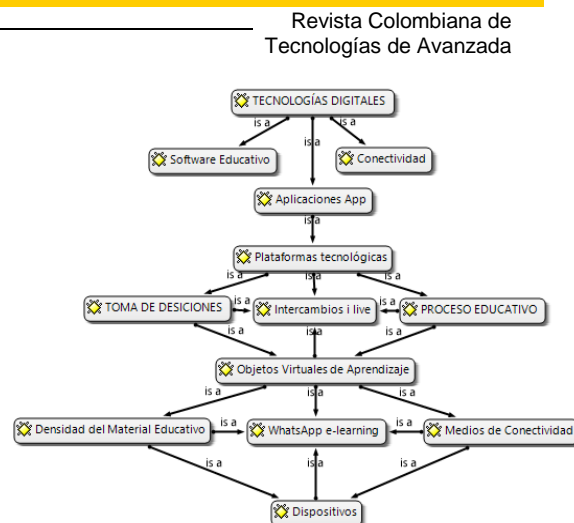 Revista Colombiana de
Tecnologías de Avanzada
TECNOLOGÍAS DIGITALES
is a
is a
is a
Software Educativo
Conectividad
Aplicaciones App
is a
Plataformas tecnológicas
is a
is a
is a
TOMA DE DESICIONES
is a
Intercambios i live
is a
PROCESO EDUCATIVO
is a
is a
is a
Objetos Virtuales de Aprendizaje
is a
is a
is a
Densidad del Material Educativo
is a
WhatsApp e-learning
is a
Medios de Conectividad
is a
is a
is a
Dispositivos